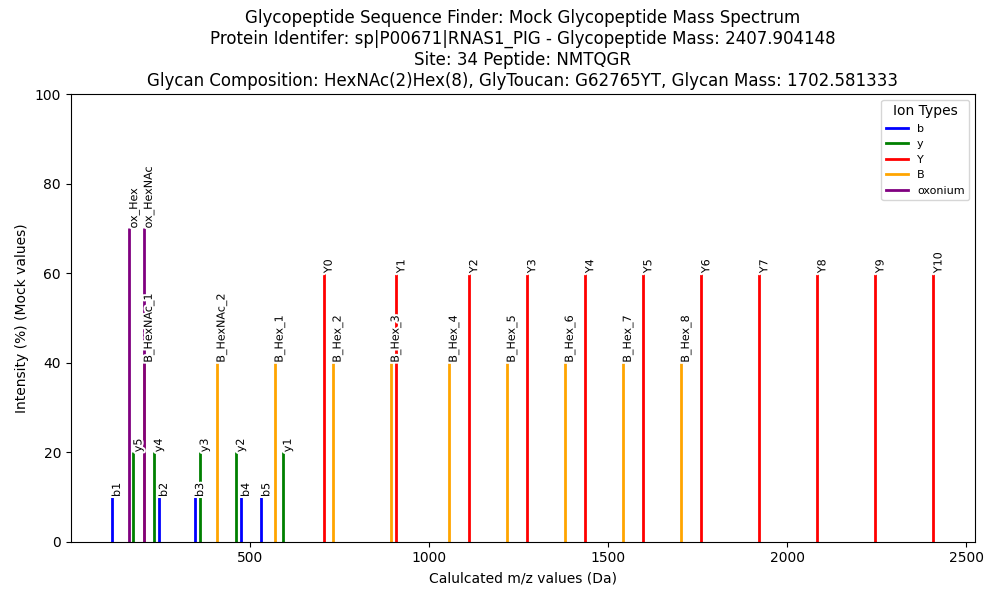 Glycopeptide Sequence Finder: Mock Glycopeptide Mass Spectrum
Protein Identifer: sp|P00671|RNAS1_PIG - Glycopeptide Mass: 2407.904148
Site: 34 Peptide: NMTQGR
Glycan Composition: HexNAc(2)Hex(8), GlyToucan: G62765YT, Glycan Mass: 1702.581333
Intensity (%) (Mock values)
100
80
60
40
20
0
Ion Types
b
y
Y
B
oxonium
ox_Hex
ox_HexNAc
Y0
Y1
Y2
Y3
Y4
Y5
Y6
Y7
Y8
Y9
Y10
B_HexNAc_1
B_HexNAc_2
B_Hex_1
B_Hex_2
B_Hex_3
B_Hex_4
B_Hex_5
B_Hex_6
B_Hex_7
B_Hex_8
y5
y4
y3
y2
y1
b1
b2
b3
b4
b5
500
1000
1500
2000
2500
Calulcated m/z values (Da)